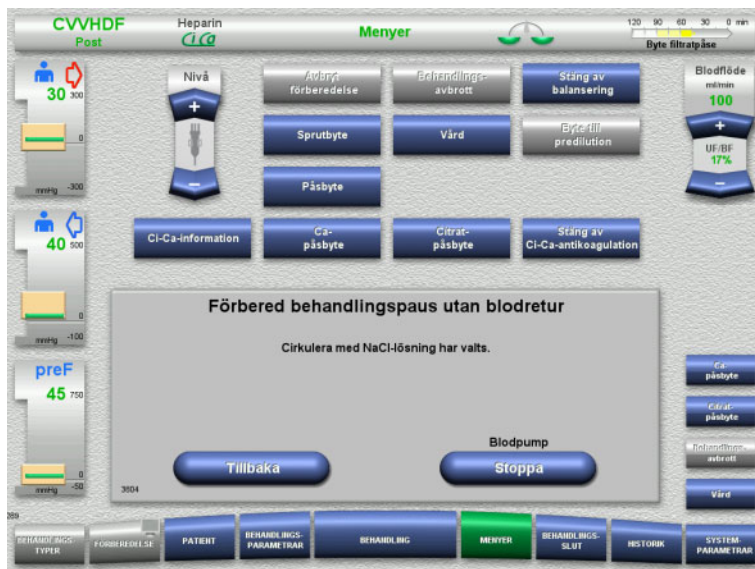 CVVHDF
Post
Heparin
CiCa
Menyer
120 90 60 30 0 min
Byte filtratpåse
30
300
0
mmHg -300
40
500
0
mmHg -100
preF
45
750
0
mmHg -50
Nivå
+
−
Avbryt
förberedelse
Behandlings-
avbrott
Stäng av
balansering
Sprutbyte
Vård
Byte till
predilution
Påsbyte
Ci-Ca-information
Ca-
påsbyte
Citrat-
påsbyte
Stäng av
Ci-Ca-antikoagulation
Blodflöde
ml/min
100
+
UF/BF
17%
−
Förbered behandlingspaus utan blodretur
Cirkulera med NaCl-lösning har valts.
Blodpump
Tillbaka
Stoppa
3804
Ca-
påsbyte
Citrat-
påsbyte
Behandlings-
avbrott
Vård
289
BEHANDLINGS-
TYPER
FÖRBEREDELSE
PATIENT
BEHANDLINGS-
PARAMETRAR
BEHANDLING
MENYER
BEHANDLINGS-
SLUT
HISTORIK
SYSTEM-
PARAMETRAR